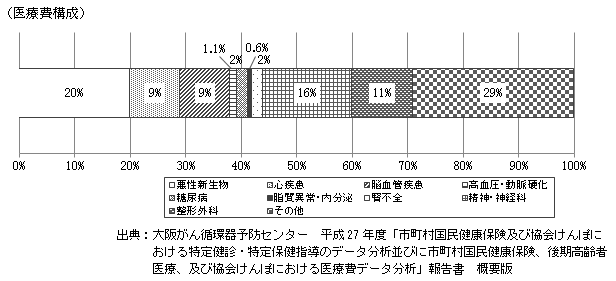 (医療費構成)
1.1% 0.6%
2% 2%
20% 9% 9% 16% 11% 29%
0% 10% 20% 30% 40% 50% 60% 70% 80% 90% 100%
悪性新生物 心疾患 脳血管疾患 高血圧・動脈硬化
糖尿病 脂質異常・内分泌 腎不全 精神・神経科
整形外科 その他
出典:大阪がん循環器予防センター 平成27年度「市町村国民健康保険及び協会けんぽに
おける特定健診・特定保健指導のデータ分析並びに市町村国民健康保険、後期高齢者
医療、及び協会けんぽにおける医療費データ分析」報告書 概要版